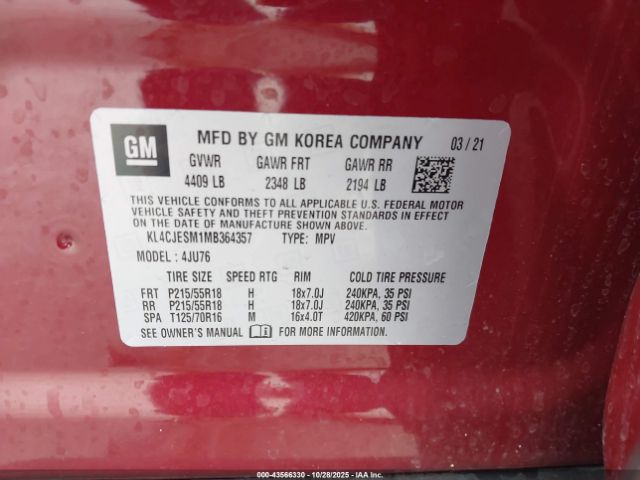 GM
MFD BY GM KOREA COMPANY 03 / 21
GVWR GAWR FRT GAWR RR
4409 LB 2348 LB 2194 LB
THIS VEHICLE CONFORMS TO ALL APPLICABLE U.S. FEDERAL MOTOR
VEHICLE SAFETY AND THEFT PREVENTION STANDARDS IN EFFECT
ON THE DATE OF MANUFACTURE SHOWN ABOVE.
KL4CJESM1MB364357 TYPE: MPV
MODEL: 4JU76
TIRE SIZE SPEED RTG RIM COLD TIRE PRESSURE
FRT P215/55R18 H 18x7.0J 240KPA, 35 PSI
RR P215/55R18 H 18x7.0J 240KPA, 35 PSI
SPA T125/70R16 M 16x4.0T 420KPA, 60 PSI
SEE OWNER'S MANUAL FOR MORE INFORMATION.
000-43566330 - 10/28/2025 - IAAI.COM